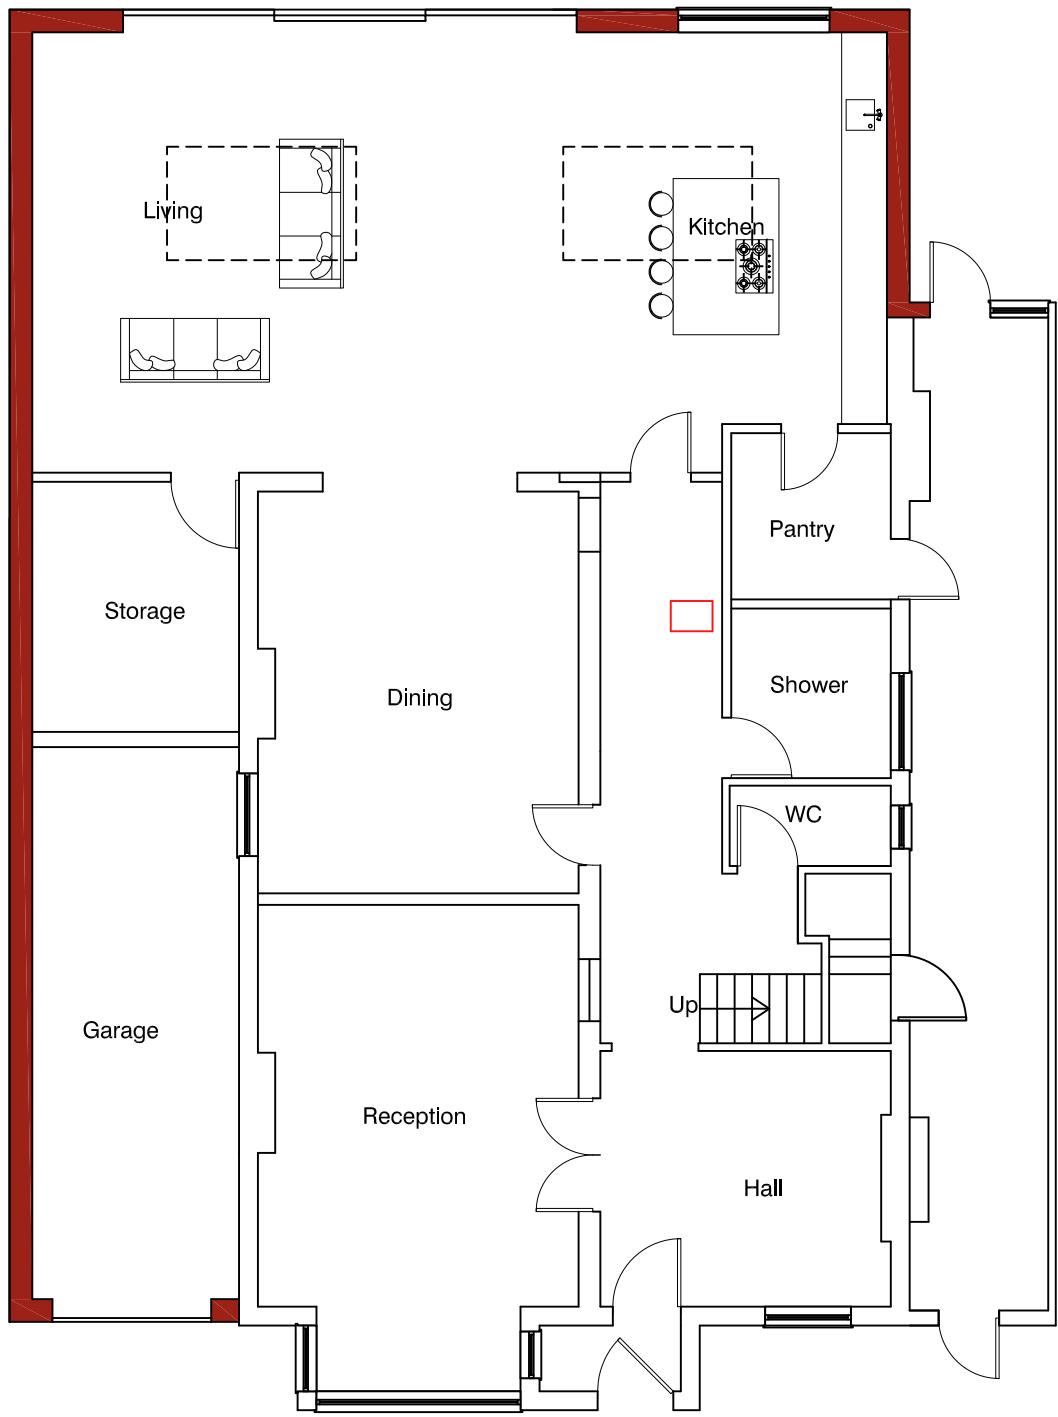 Living
Kitchen
Pantry
Storage
Shower
Dining
WC
Up
Garage
Reception
Hall